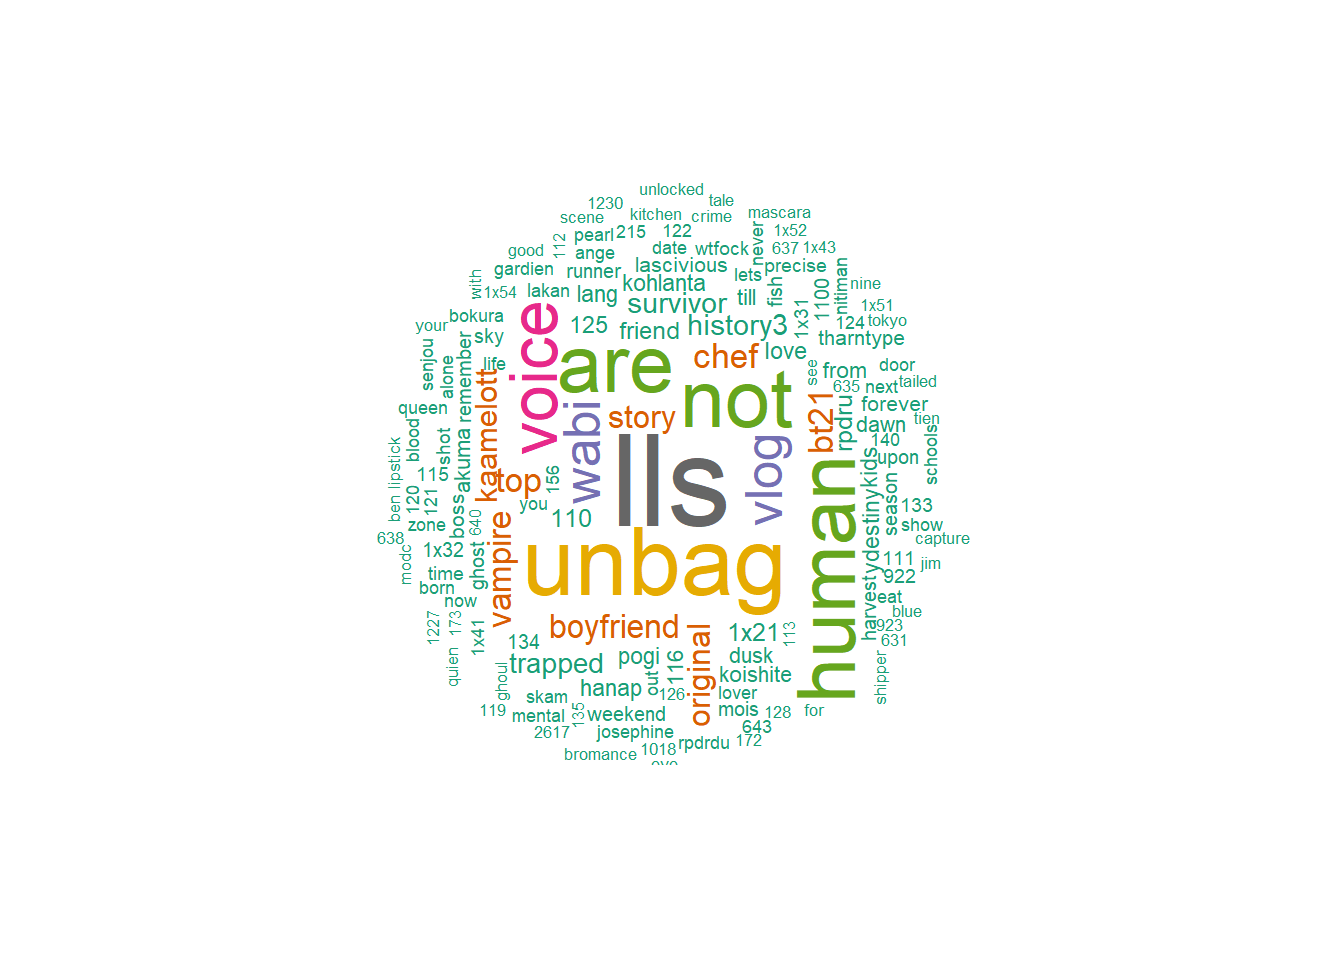 unlocked
1230
tale
scene
kitchen
crime
mascara
pearl
215
122
1x52
good
112
ange
date
wtfock
never
637
1x43
gardien
runner
lascivious
lets
precise
with
1x54
lakan
lang
kohlanta
till
fish
1100
nitiman
nine
your
bokura
survivor
1x31
1x51
sky
voice
125
friend
history3
124
tokyo
senjou
alone
life
are
chef
love
tharntype
remember
kaamelott
see
from
door
queen
wabi
story
not
bt21
635
next
tailed
blood
shot
rpdru
forever
dawn
tien
ben lipstick
115
akuma
top
156
lls
vlog
human
140
upon
schools
120
121
you
110
kids
season
133
zone
boss
640
show
638
1x32
vampire
unbag
harvestydestiny
capture
modc
time
ghost
111
jim
born
922
now
eat
blue
1227
173
1x41
134
boyfriend
original
1x21
113
923
631
quien
ghoul
trapped
pogi
116
dusk
shipper
hanap
out
koishite
skam
126
lover
119
mental
135
weekend
mois
128
for
2617
josephine
643
bromance
1018
rpdrdu
172